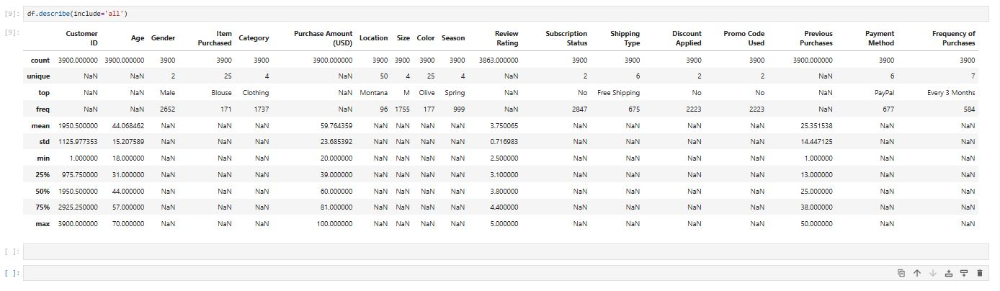 [9]: df.describe(include='all')
[9]:
Customer ID Age Gender Item Purchased Category Purchase Amount (USD) Location Size Color Season Review Rating Subscription Status Shipping Type Discount Applied Promo Code Used Previous Purchases Payment Method Frequency of Purchases
count 3900.000000 3900.000000 3900 3900 3900 3900.000000 3900 3900 3900 3900 3863.000000 3900 3900 3900 3900 3900.000000 3900 3900
unique NaN NaN 2 25 4 NaN 50 4 25 4 NaN 2 6 2 2 NaN 6 7
top NaN NaN Male Blouse Clothing NaN Montana M Olive Spring NaN No Free Shipping No No NaN PayPal Every 3 Months
freq NaN NaN 2652 171 1737 NaN 96 1755 177 999 NaN 2847 675 2223 2223 NaN 677 584
mean 1950.500000 44.068462 NaN NaN NaN 59.764359 NaN NaN NaN NaN 3.750065 NaN NaN NaN NaN 25.351538 NaN NaN
std 1125.977353 15.207589 NaN NaN NaN 23.685392 NaN NaN NaN NaN 0.716983 NaN NaN NaN NaN 14.447125 NaN NaN
min 1.000000 18.000000 NaN NaN NaN 20.000000 NaN NaN NaN NaN 2.500000 NaN NaN NaN NaN 1.000000 NaN NaN
25% 975.750000 31.000000 NaN NaN NaN 39.000000 NaN NaN NaN NaN 3.100000 NaN NaN NaN NaN 13.000000 NaN NaN
50% 1950.500000 44.000000 NaN NaN NaN 60.000000 NaN NaN NaN NaN 3.800000 NaN NaN NaN NaN 25.000000 NaN NaN
75% 2925.250000 57.000000 NaN NaN NaN 81.000000 NaN NaN NaN NaN 4.400000 NaN NaN NaN NaN 38.000000 NaN NaN
max 3900.000000 70.000000 NaN NaN NaN 100.000000 NaN NaN NaN NaN 5.000000 NaN NaN NaN NaN 50.000000 NaN NaN
[ ]:
[ ]: